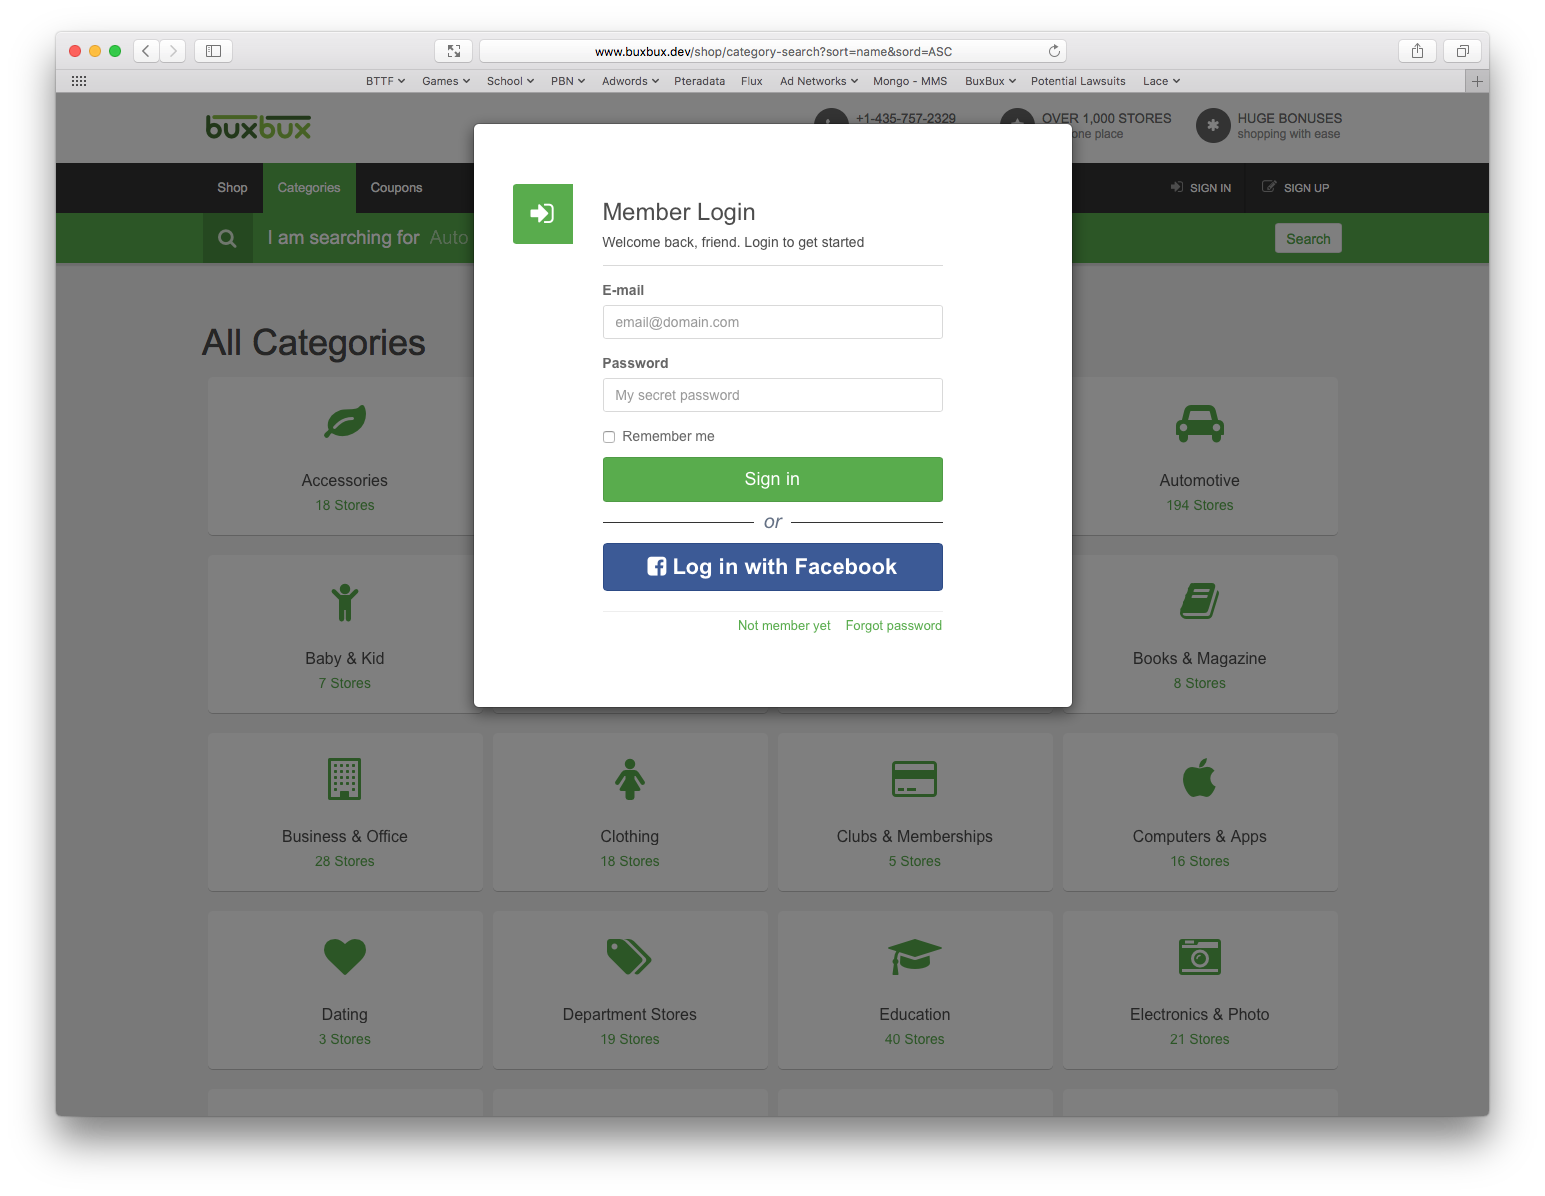 www.buxbux.dev/shop/category-search?sort=name&sord=ASC
BTTF Games School PBN Adwords Pteradata Flux Ad Networks Mongo - MMS BuxBux Potential Lawsuits Lace
buxbux
+1-435-757-2329
OVER 1,000 STORES
one place
HUGE BONUSES
shopping with ease
Shop Categories Coupons
SIGN IN SIGN UP
I am searching for Auto
Search
Member Login
Welcome back, friend. Login to get started
E-mail
email@domain.com
Password
My secret password
Remember me
Sign in
or
Log in with Facebook
Not member yet Forgot password
All Categories
Accessories
18 Stores
Automotive
194 Stores
Baby & Kid
7 Stores
Books & Magazine
8 Stores
Business & Office
28 Stores
Clothing
18 Stores
Clubs & Memberships
5 Stores
Computers & Apps
16 Stores
Dating
3 Stores
Department Stores
19 Stores
Education
40 Stores
Electronics & Photo
21 Stores